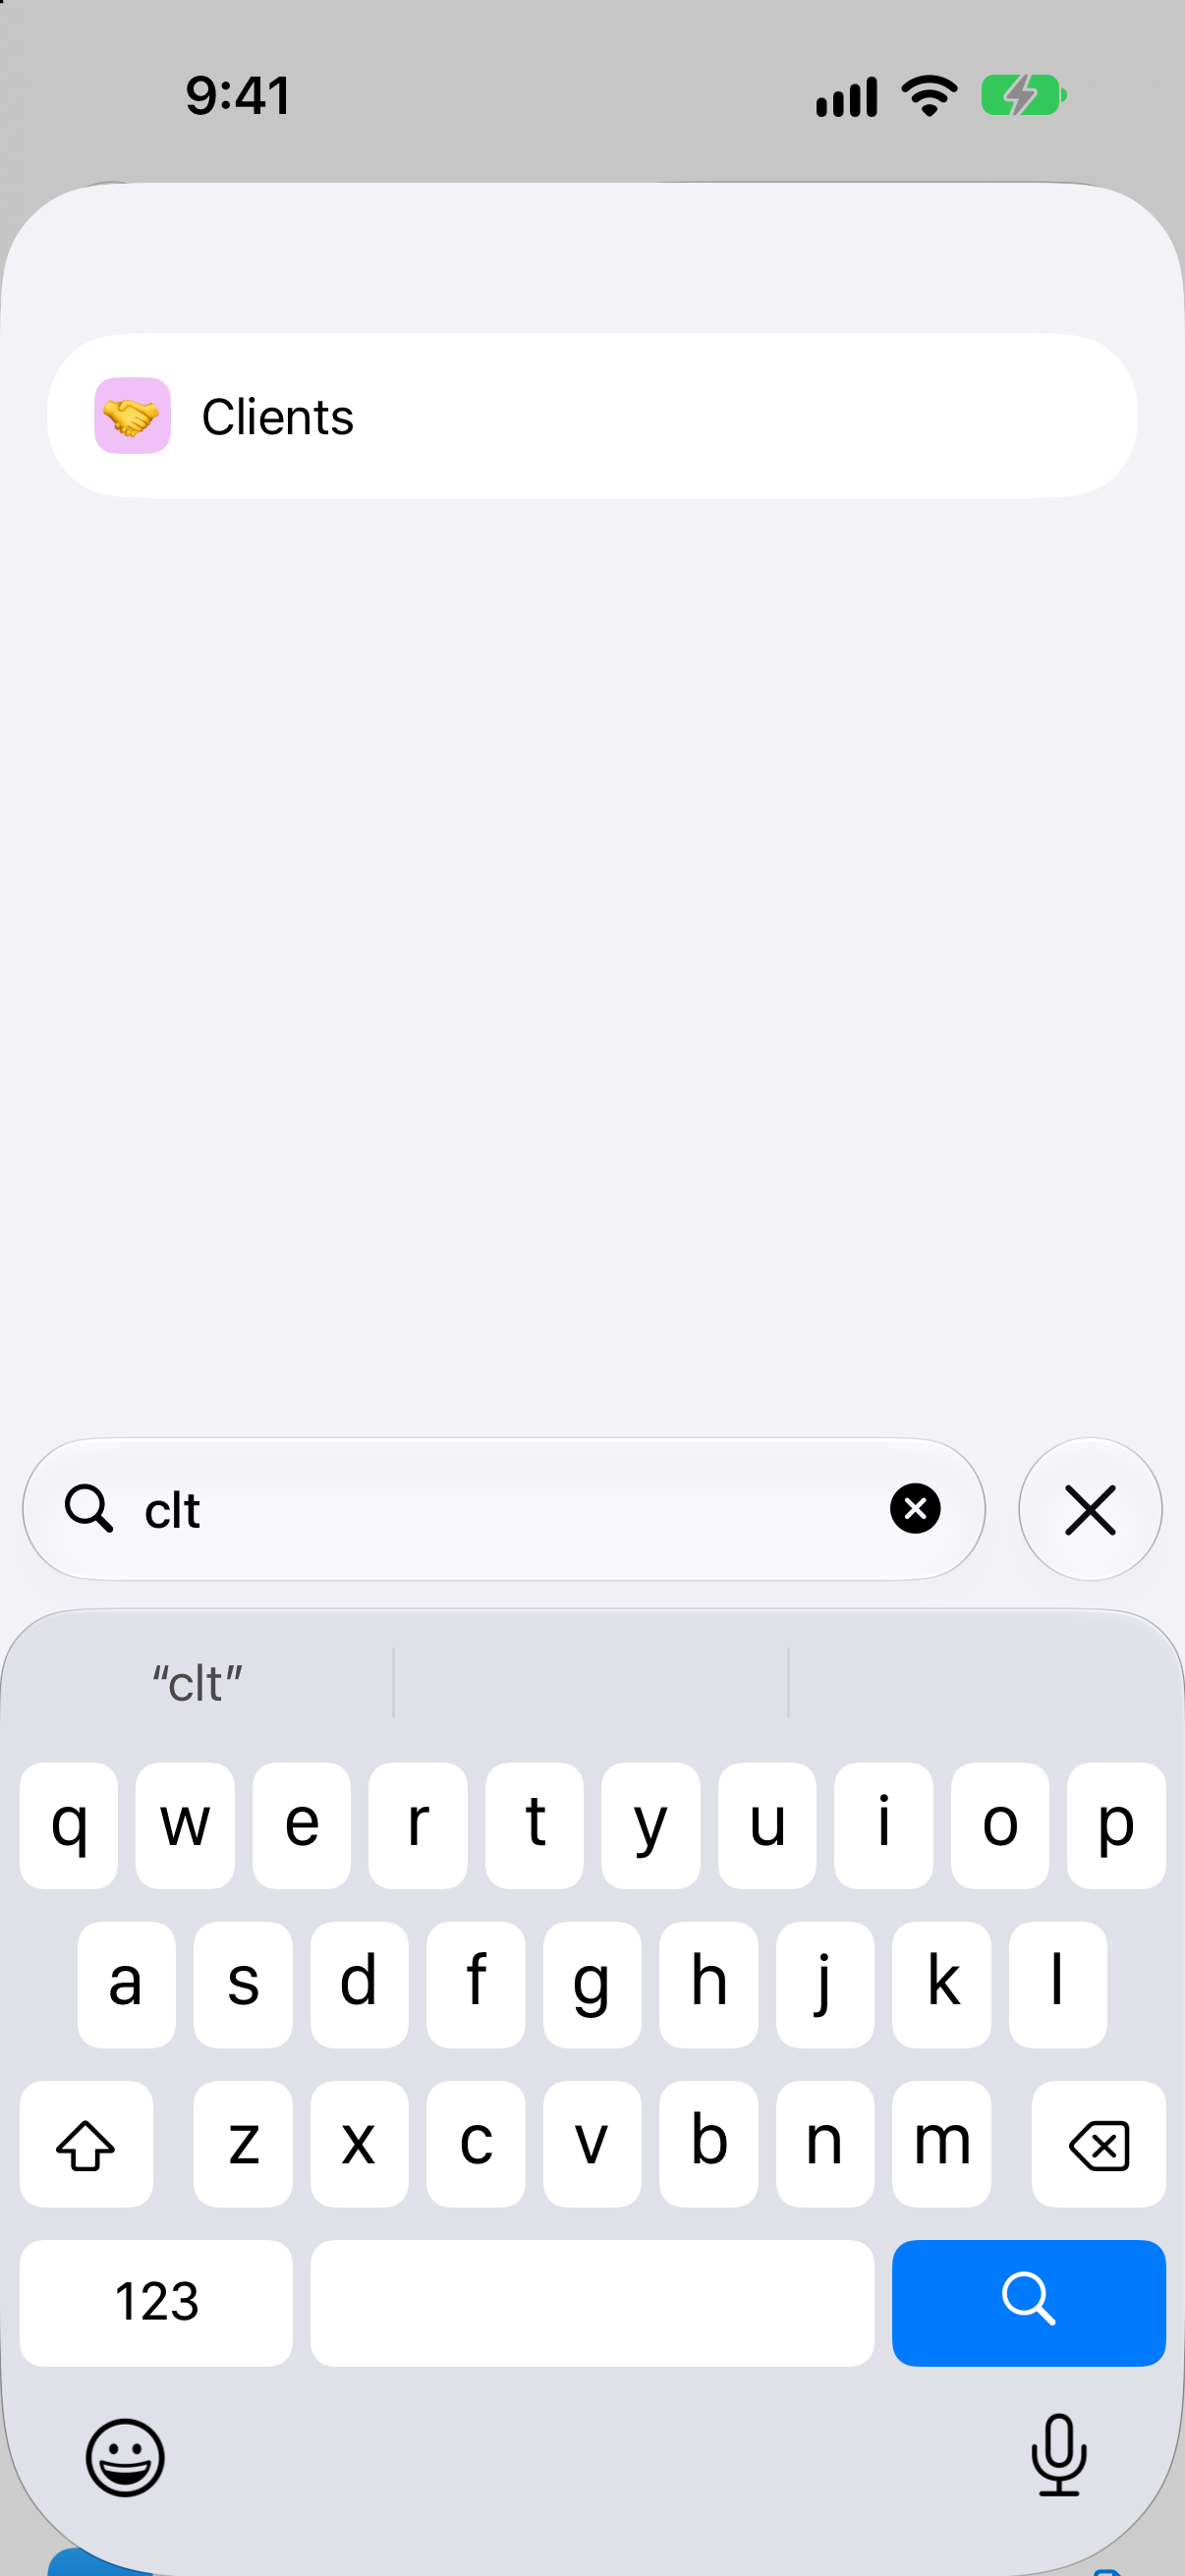 9:41
Clients
clt
“clt”
q w e r t y u i o p
a s d f g h j k l
z x c v b n m
123